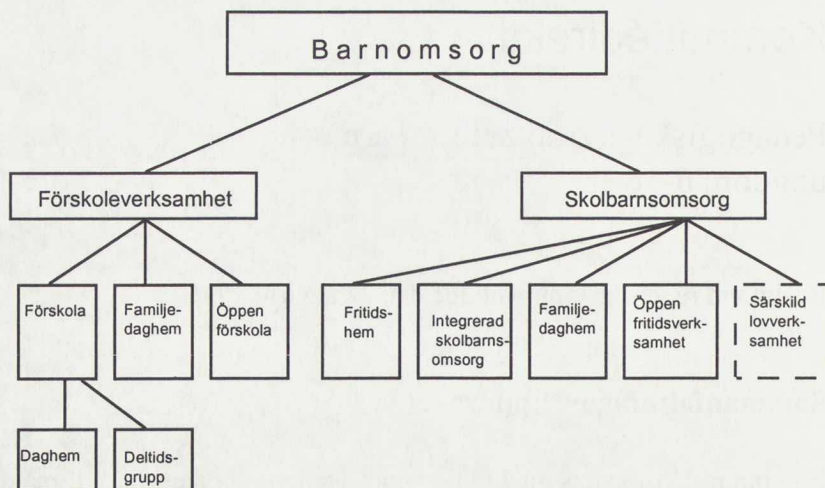 Barnomsorg
Förskoleverksamhet
Skolbarnsomsorg
Förskola
Familje-
daghem
Öppen
förskola
Fritids-
hem
Integrerad
skolbarns-
omsorg
Familje-
daghem
Öppen
fritidsverk-
samhet
Särskild
lovverk-
samhet
Daghem
Deltids-
grupp